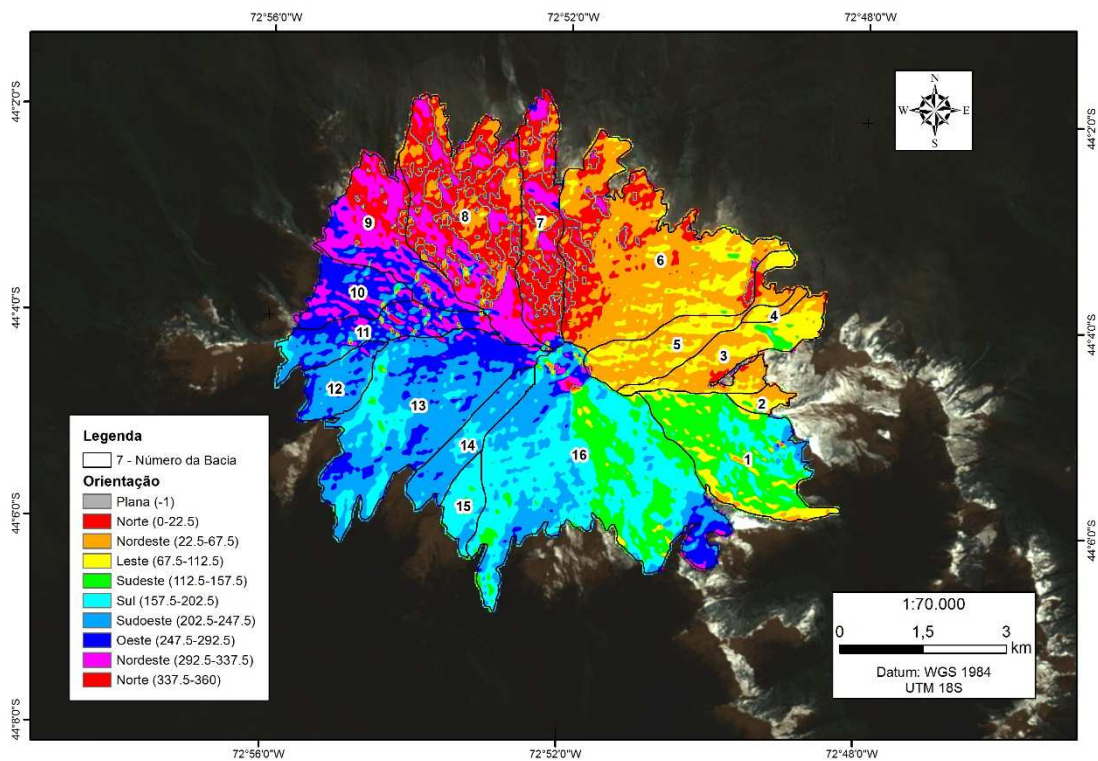 72°56'0"W 72°52'0"W 72°48'0"W
44°2'0"S 44°2'0"S
44°4'0"S 44°4'0"S
44°6'0"S 44°6'0"S
44°8'0"S
N
W E
S
9
8
7
6
10
11
5
4
3
12
13
2
14
16
1
15
Legenda
7 - Número da Bacia
Orientação
Plana (-1)
Norte (0-22.5)
Nordeste (22.5-67.5)
Leste (67.5-112.5)
Sudeste (112.5-157.5)
Sul (157.5-202.5)
Sudoeste (202.5-247.5)
Oeste (247.5-292.5)
Nordeste (292.5-337.5)
Norte (337.5-360)
1:70.000
0 1,5 3
km
Datum: WGS 1984
UTM 18S
72°56'0"W 72°52'0"W 72°48'0"W